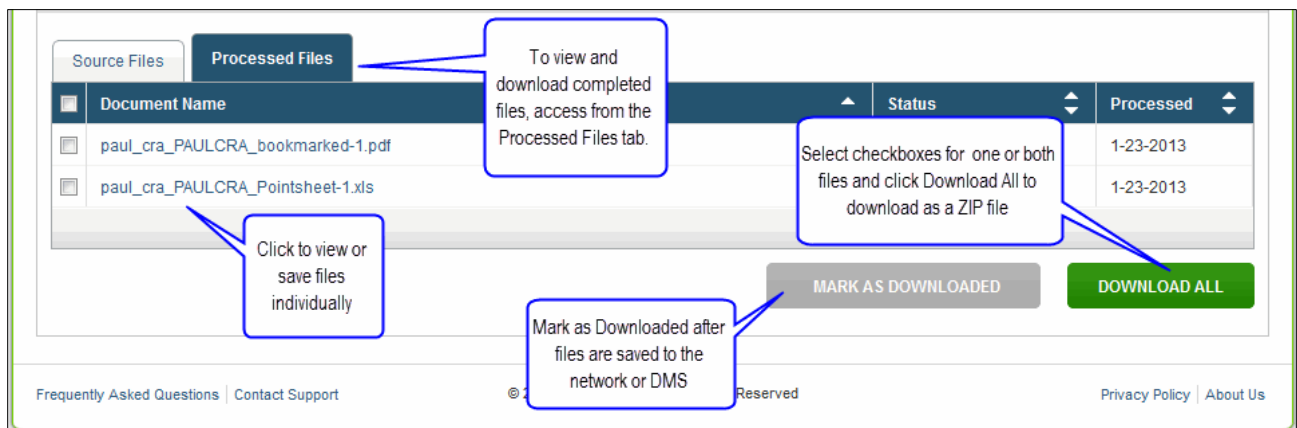 Source Files
Processed Files
To view and
download completed
files, access from the
Processed Files tab.
Document Name
Status
Processed
paul_cra_PAULCRA_bookmarked-1.pdf
1-23-2013
paul_cra_PAULCRA_Pointsheet-1.xls
1-23-2013
Select checkboxes for one or both
files and click Download All to
download as a ZIP file
Click to view or
save files
individually
MARK AS DOWNLOADED
DOWNLOAD ALL
Mark as Downloaded after
files are saved to the
network or DMS
Frequently Asked Questions | Contact Support
© Reserved
Privacy Policy | About Us